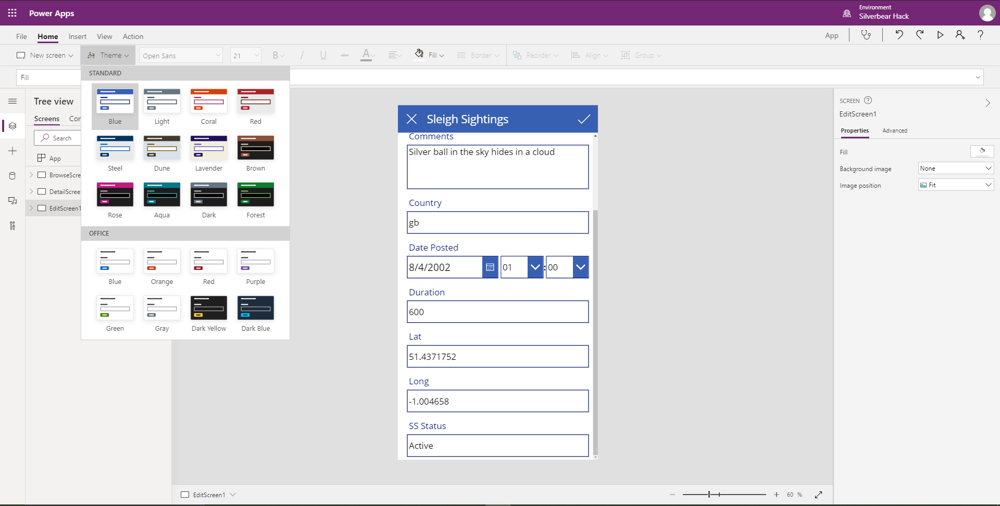 Power Apps
Environment
Silverbear Hack
File Home Insert View Action
App
New screen Theme Open Sans 21 B / U abc A Fill Border Reorder Align Group
Fill
STANDARD
Blue Light Coral Red
Steel Dune Lavender Brown
Rose Aqua Dark Forest
OFFICE
Blue Orange Red Purple
Green Gray Dark Yellow Dark Blue
Tree view
Screens Con
Search
App
BrowseScre
DetailScree
EditScreen1
Sleigh Sightings
Comments
Silver ball in the sky hides in a cloud
Country
gb
Date Posted
8/4/2002 01 : 00
Duration
600
Lat
51.4371752
Long
-1.004658
SS Status
Active
SCREEN ?
EditScreen1
Properties Advanced
Fill
Background image None
Image position Fit
EditScreen1
60 %